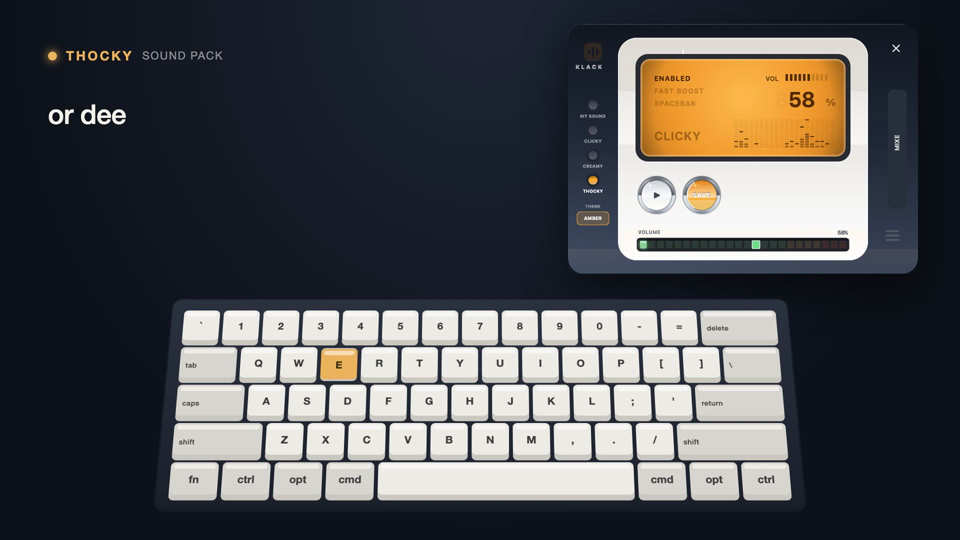 THOCKY SOUND PACK
or dee
KLACK
MY SOUND
CLICKY
CREAMY
THOCKY
THEME
AMBER
ENABLED
FAST BOOST
SPACEBAR
CLICKY
VOL
58 %
SAVE
VOLUME 58%
MIXE
` 1 2 3 4 5 6 7 8 9 0 - = delete
tab Q W E R T Y U I O P [ ] \
caps A S D F G H J K L ; ' return
shift Z X C V B N M , . / shift
fn ctrl opt cmd cmd opt ctrl